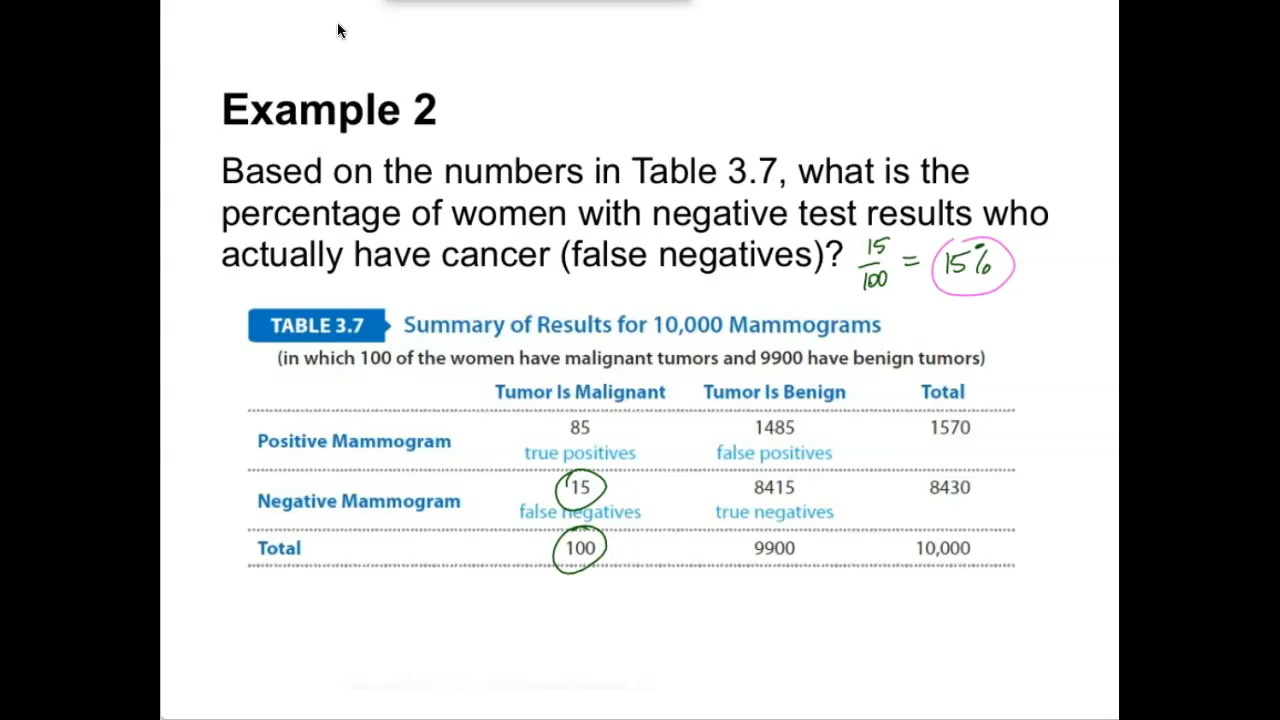 Example 2
Based on the numbers in Table 3.7, what is the
percentage of women with negative test results who
actually have cancer (false negatives)? 15/100 = 15%
TABLE 3.7 Summary of Results for 10,000 Mammograms
(in which 100 of the women have malignant tumors and 9900 have benign tumors)
Tumor Is Malignant Tumor Is Benign Total
Positive Mammogram 85 1485 1570
true positives false positives
Negative Mammogram 15 8415 8430
false negatives true negatives
Total 100 9900 10,000